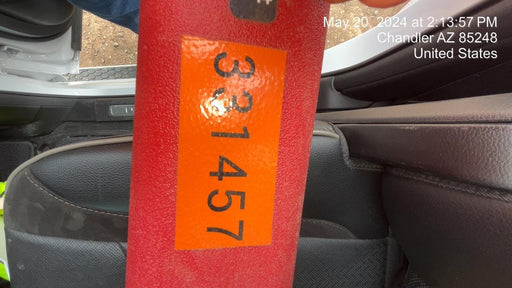 May 20, 2024 at 2:13:57 PM
Chandler AZ 85248
United States
331457